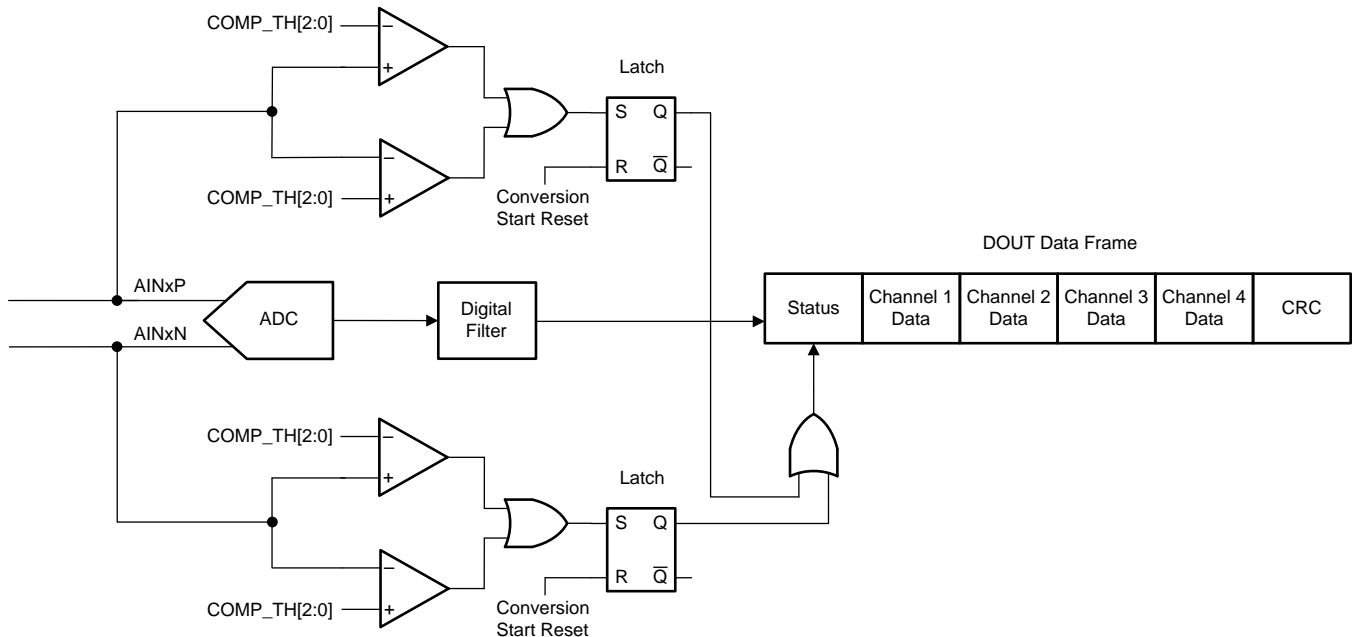 COMP_TH[2:0]
−
+
Latch
S Q
−
R Q̅
+
COMP_TH[2:0]
Conversion
Start Reset
DOUT Data Frame
AINxP
ADC
Digital
Filter
Status
Channel 1
Data
Channel 2
Data
Channel 3
Data
Channel 4
Data
CRC
AINxN
COMP_TH[2:0]
−
+
Latch
S Q
−
R Q̅
COMP_TH[2:0]
+
Conversion
Start Reset